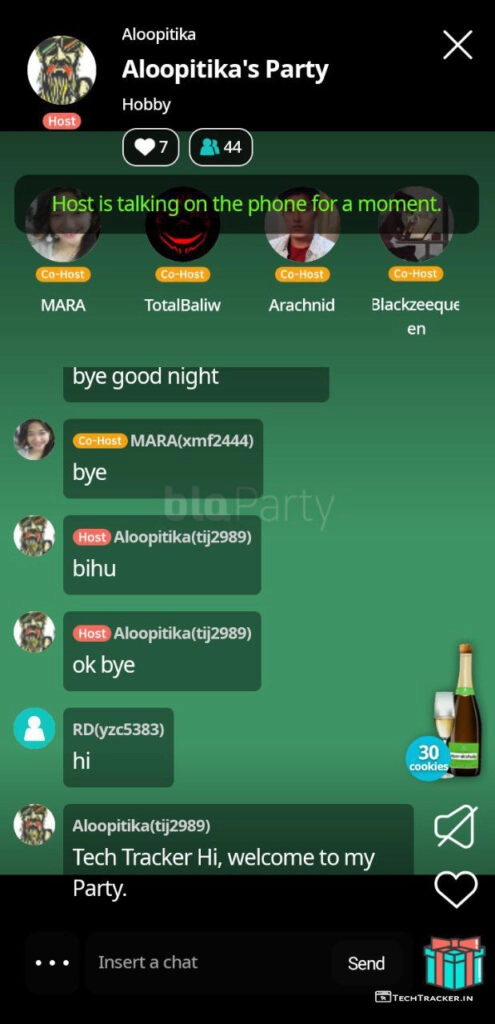 Aloopitika
Aloopitika's Party
Host
Hobby
7
44
Host is talking on the phone for a moment.
Co-Host
Co-Host
Co-Host
Co-Host
MARA
TotalBaliw
Arachnid
Blackzeeque
en
bye good night
Co-Host MARA(xmf2444)
bye
blaParty
Host Aloopitika(tij2989)
bihu
Host Aloopitika(tij2989)
ok bye
RD(yzc5383)
hi
30
cookies
Aloopitika(tij2989)
Tech Tracker Hi, welcome to my
Party.
Insert a chat
Send
TechTracker.in